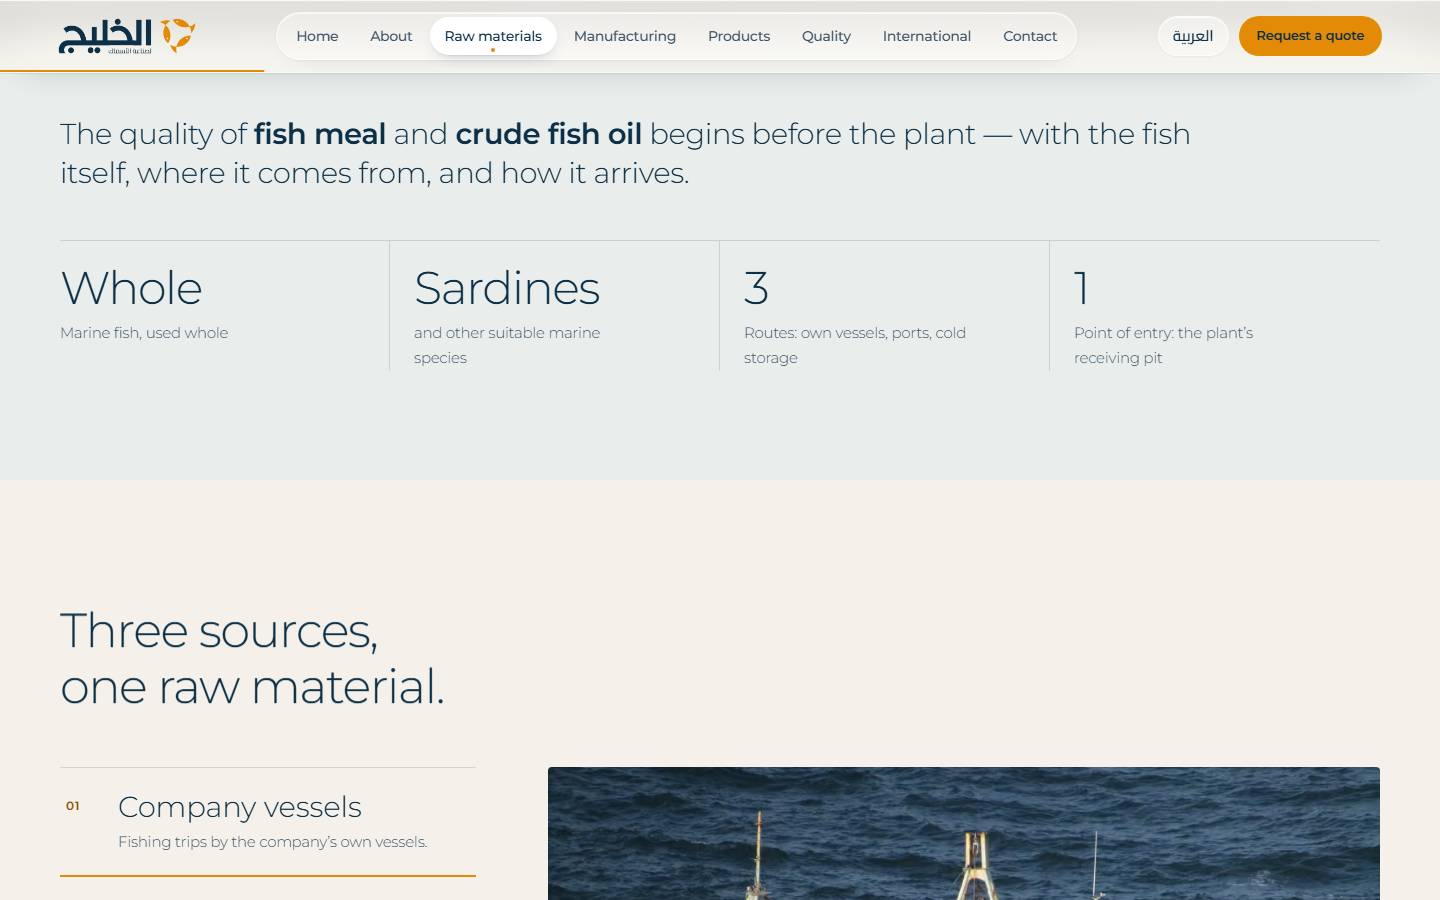 الخليج
لصناعة الأسماك
Home
About
Raw materials
Manufacturing
Products
Quality
International
Contact
العربية
Request a quote
The quality of fish meal and crude fish oil begins before the plant — with the fish
itself, where it comes from, and how it arrives.
Whole
Marine fish, used whole
Sardines
and other suitable marine
species
3
Routes: own vessels, ports, cold
storage
1
Point of entry: the plant’s
receiving pit
Three sources,
one raw material.
01
Company vessels
Fishing trips by the company’s own vessels.